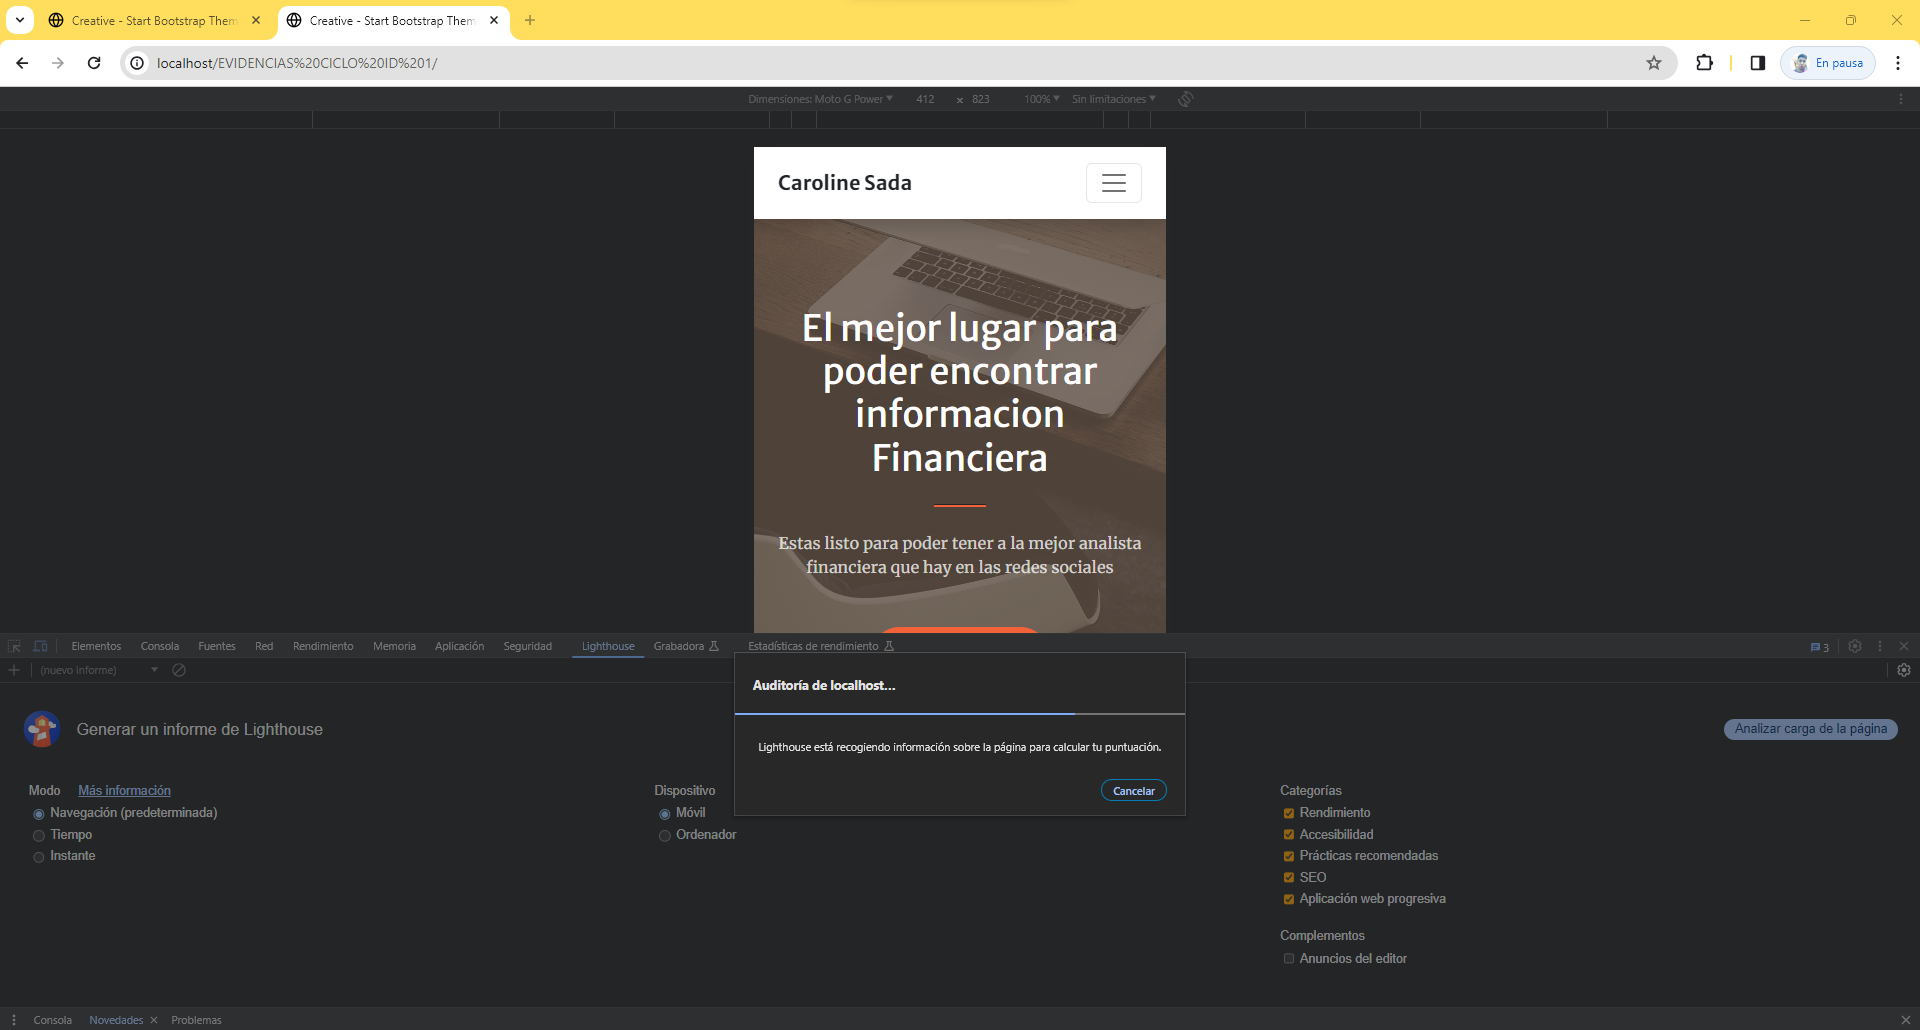 Creative - Start Bootstrap Them
Creative - Start Bootstrap Them
localhost/EVIDENCIAS%20CICLO%20ID%201/
En pausa
Dimensiones: Moto G Power 412 x 823 100% Sin limitaciones
Caroline Sada
El mejor lugar para
poder encontrar
informacion
Financiera
Estas listo para poder tener a la mejor analista
financiera que hay en las redes sociales
Elementos Consola Fuentes Red Rendimiento Memoria Aplicación Seguridad Lighthouse Grabadora Estadísticas de rendimiento 3
(nuevo informe)
Auditoría de localhost...
Generar un informe de Lighthouse
Analizar carga de la página
Lighthouse está recogiendo información sobre la página para calcular tu puntuación.
Cancelar
Modo Más información
Navegación (predeterminada)
Tiempo
Instante
Dispositivo
Móvil
Ordenador
Categorías
Rendimiento
Accesibilidad
Prácticas recomendadas
SEO
Aplicación web progresiva
Complementos
Anuncios del editor
Consola Novedades Problemas